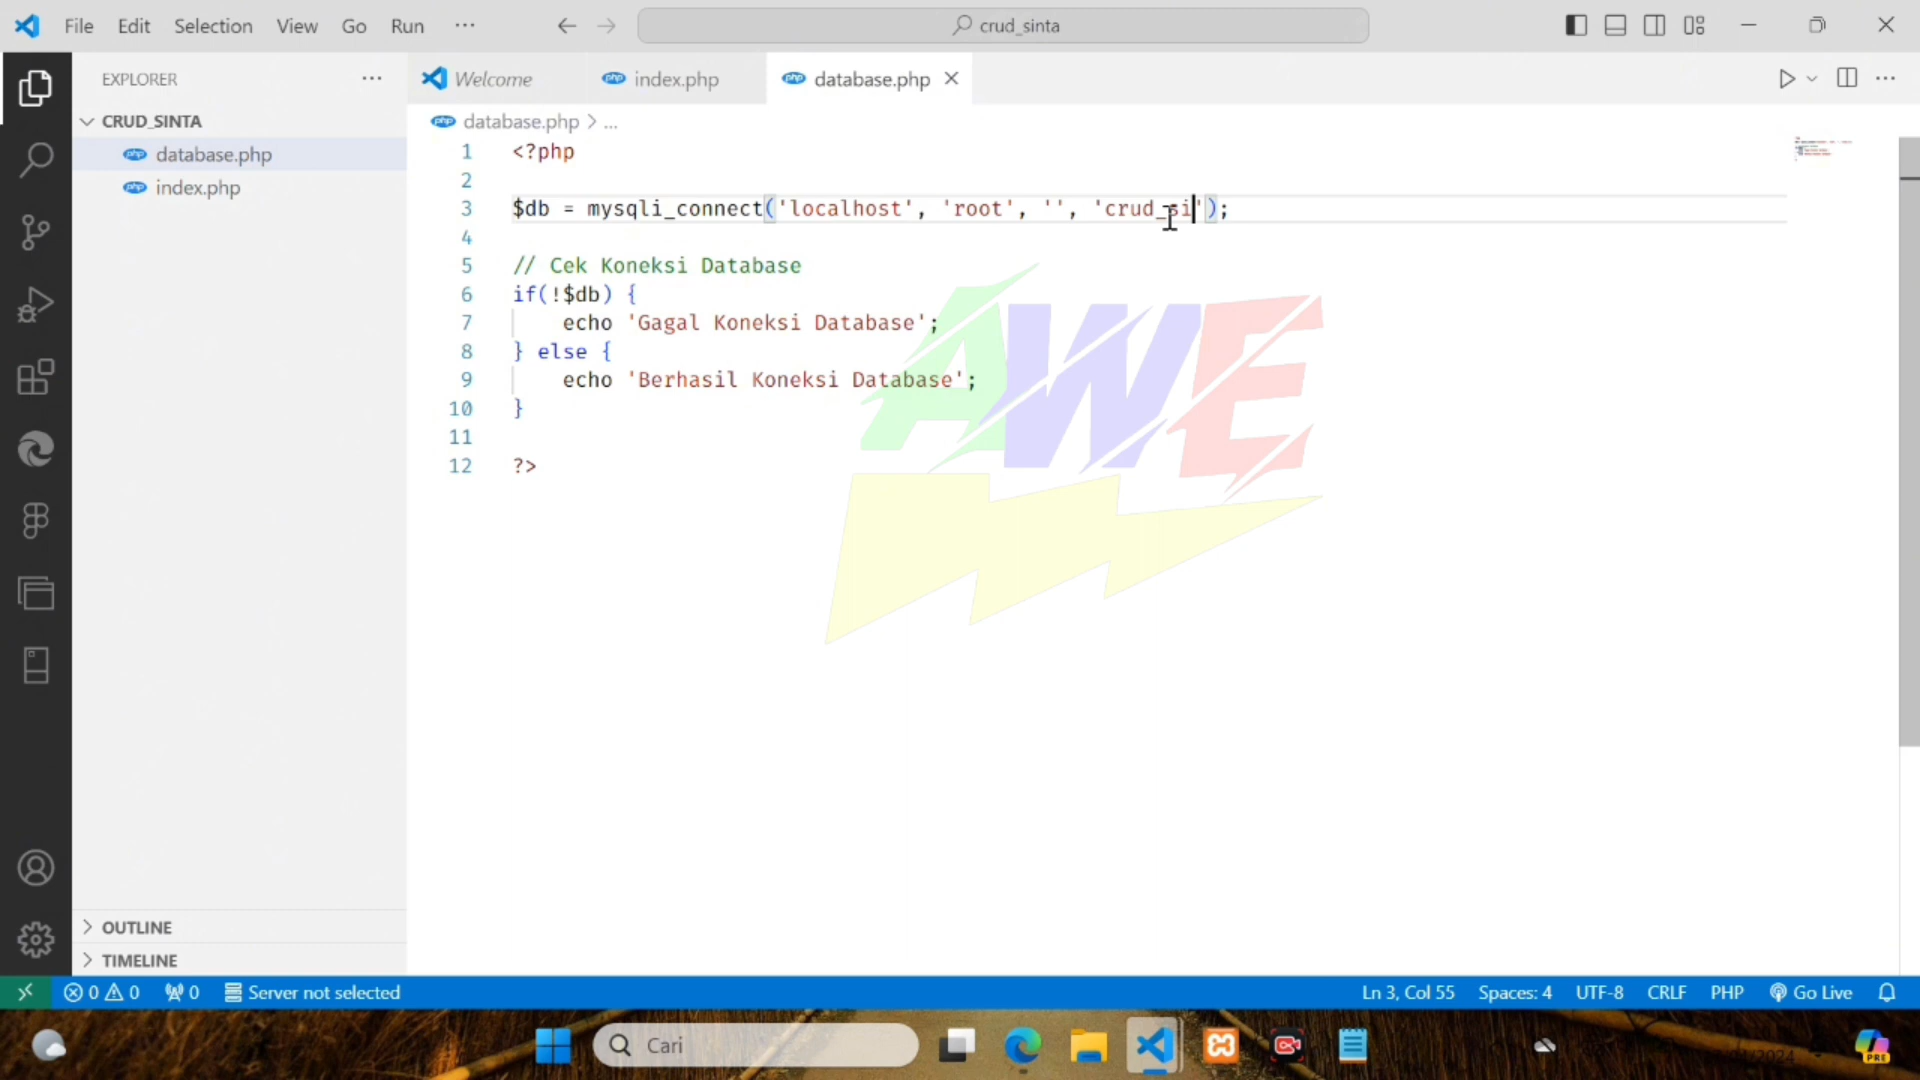 File Edit Selection View Go Run ··· crud_sinta
EXPLORER ···
Welcome index.php database.php
CRUD_SINTA
database.php
index.php
database.php > ...
1 <?php
2
3 $db = mysqli_connect('localhost', 'root', '', 'crud_si');
4
5 // Cek Koneksi Database
6 if(!$db) {
7 echo 'Gagal Koneksi Database';
8 } else {
9 echo 'Berhasil Koneksi Database';
10 }
11
12 ?>
AWE
OUTLINE
TIMELINE
0 0 0 Server not selected Ln 3, Col 55 Spaces: 4 UTF-8 CRLF PHP Go Live
Cari
PRE